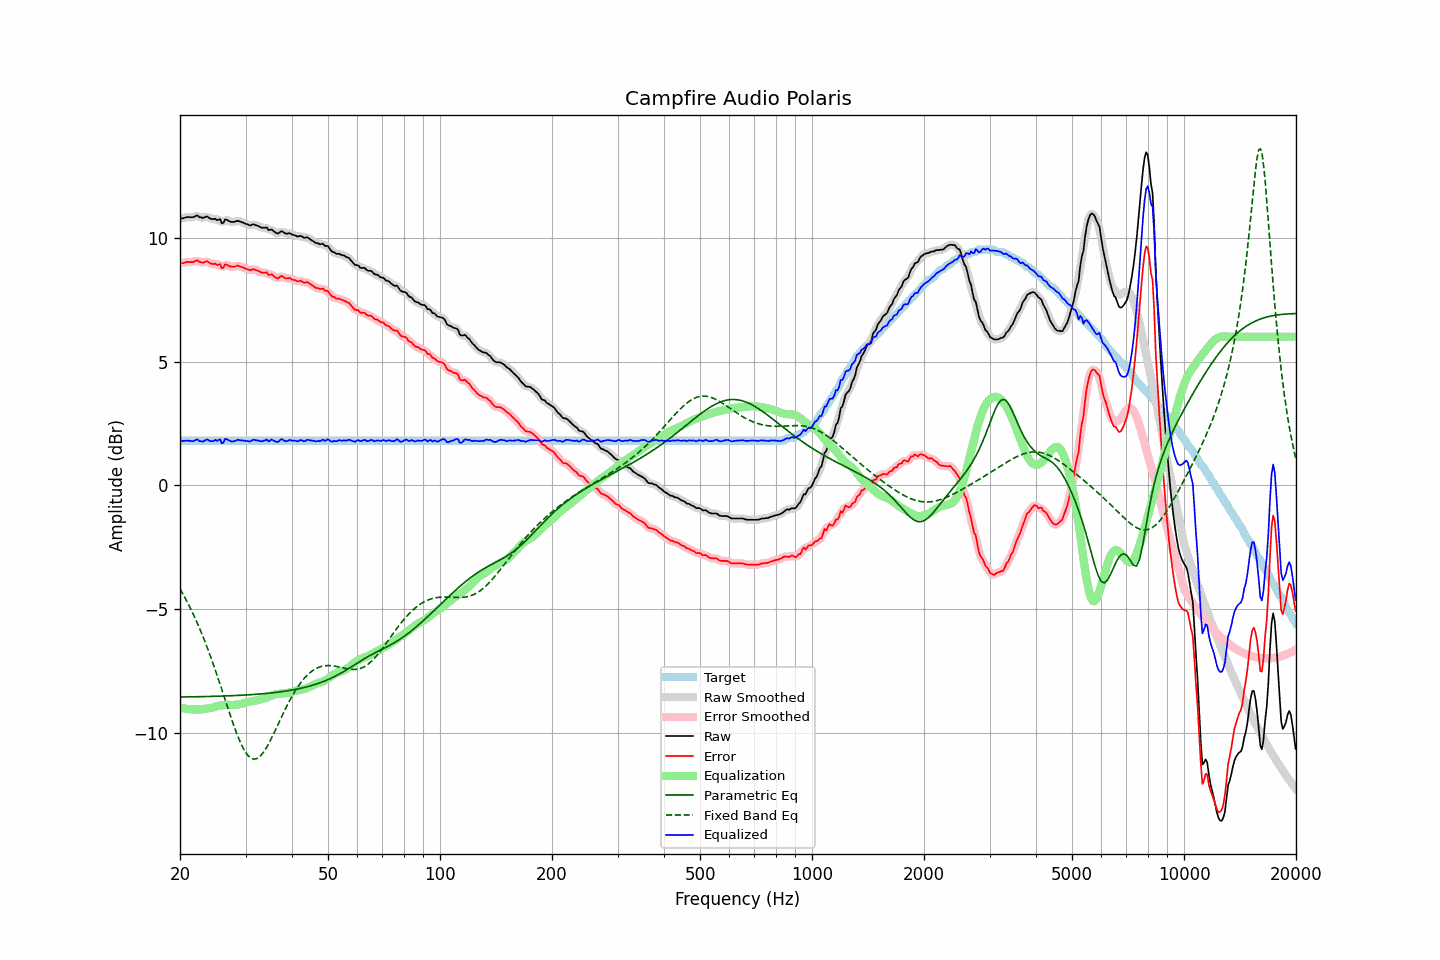 Campfire Audio Polaris
10
5
0
−5
−10
Amplitude (dBr)
20
50
100
200
500
1000
2000
5000
10000
20000
Frequency (Hz)
Target
Raw Smoothed
Error Smoothed
Raw
Error
Equalization
Parametric Eq
Fixed Band Eq
Equalized